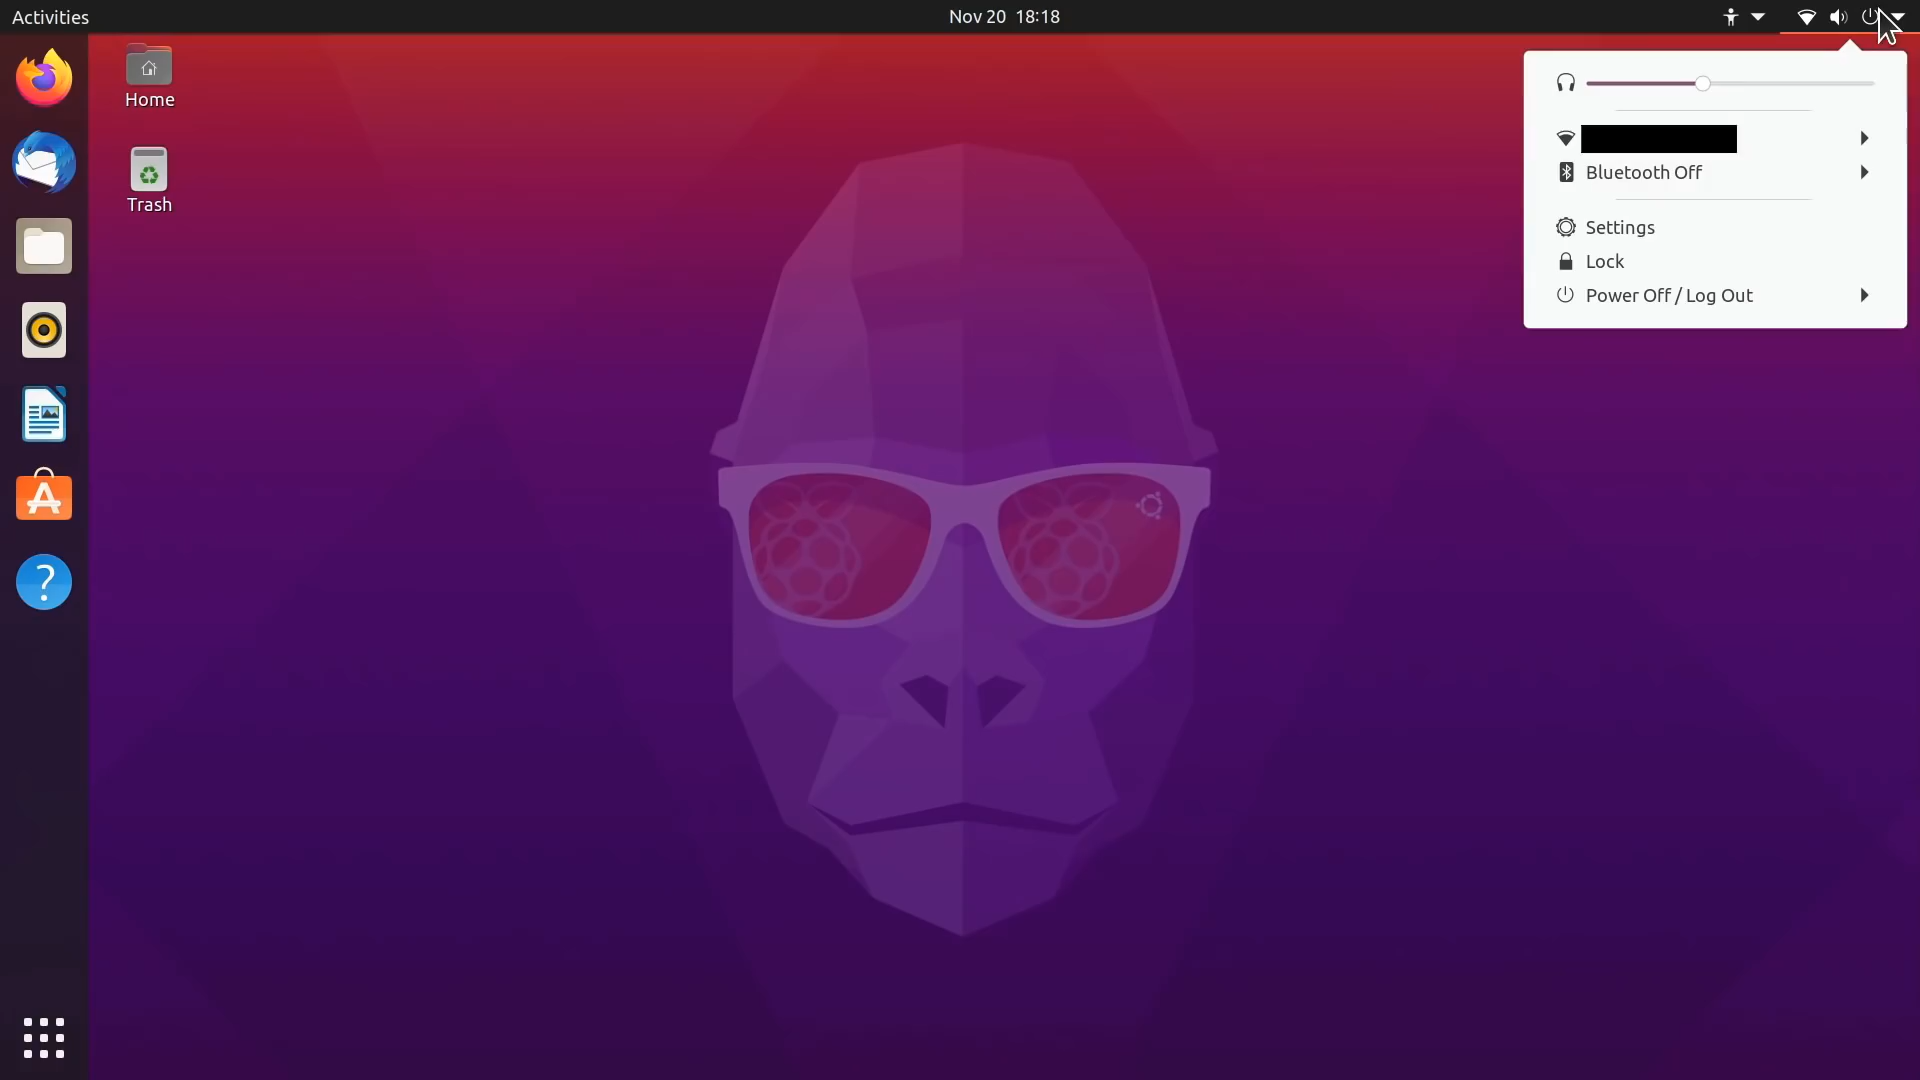 Activities
Nov 20 18:18
Home
Trash
Bluetooth Off
Settings
Lock
Power Off / Log Out